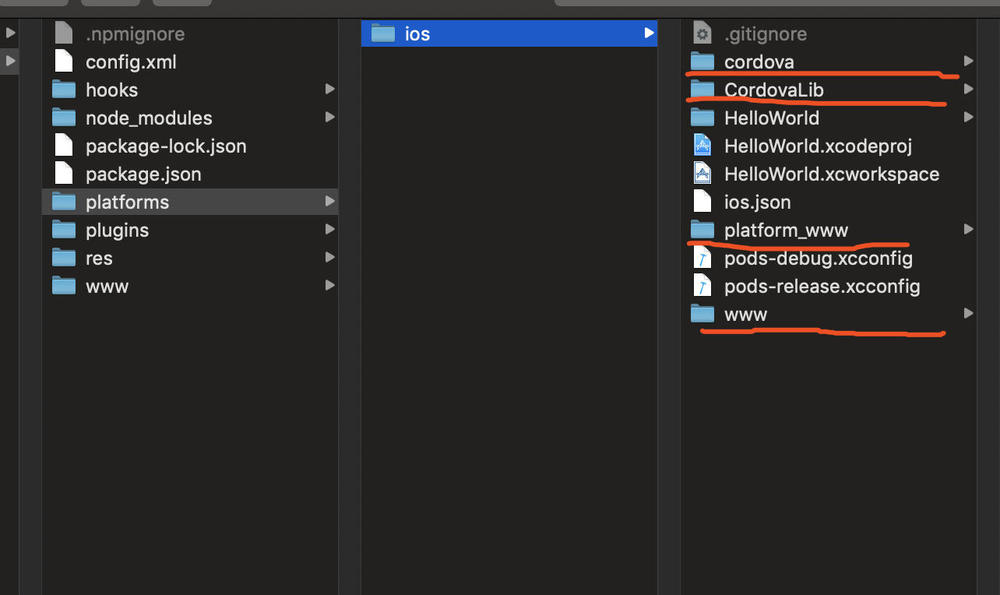 .npmignore
config.xml
hooks
node_modules
package-lock.json
package.json
platforms
plugins
res
www
ios
.gitignore
cordova
CordovaLib
HelloWorld
HelloWorld.xcodeproj
HelloWorld.xcworkspace
ios.json
platform_www
pods-debug.xcconfig
pods-release.xcconfig
www